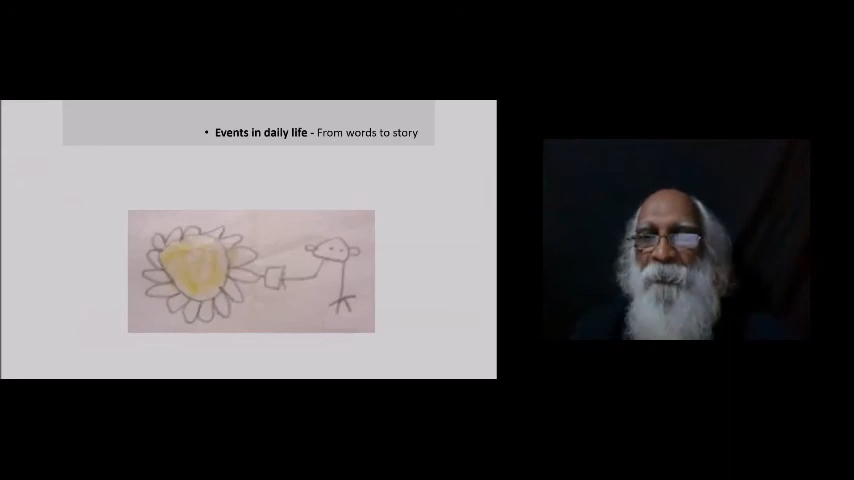 • Events in daily life - From words to story